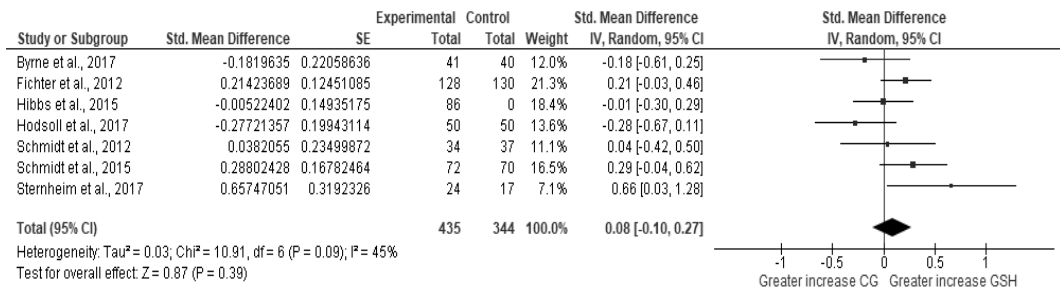 Experimental Control Std. Mean Difference Std. Mean Difference
Study or Subgroup Std. Mean Difference SE Total Total Weight IV, Random, 95% CI IV, Random, 95% CI
Byrne et al., 2017 -0.1819635 0.22058636 41 40 12.0% -0.18 [-0.61, 0.25]
Fichter et al., 2012 0.21423689 0.12451085 128 130 21.3% 0.21 [-0.03, 0.46]
Hibbs et al., 2015 -0.00522402 0.14935175 86 0 18.4% -0.01 [-0.30, 0.29]
Hodsoll et al., 2017 -0.27721357 0.19943114 50 50 13.6% -0.28 [-0.67, 0.11]
Schmidt et al., 2012 0.0382055 0.23499872 34 37 11.1% 0.04 [-0.42, 0.50]
Schmidt et al., 2015 0.28802428 0.16782464 72 70 16.5% 0.29 [-0.04, 0.62]
Sternheim et al., 2017 0.65747051 0.3192326 24 17 7.1% 0.66 [0.03, 1.28]
Total (95% CI) 435 344 100.0% 0.08 [-0.10, 0.27]
Heterogeneity: Tau² = 0.03; Chi² = 10.91, df = 6 (P = 0.09); I² = 45%
Test for overall effect: Z = 0.87 (P = 0.39)
-1 -0.5 0 0.5 1
Greater increase CG Greater increase GSH